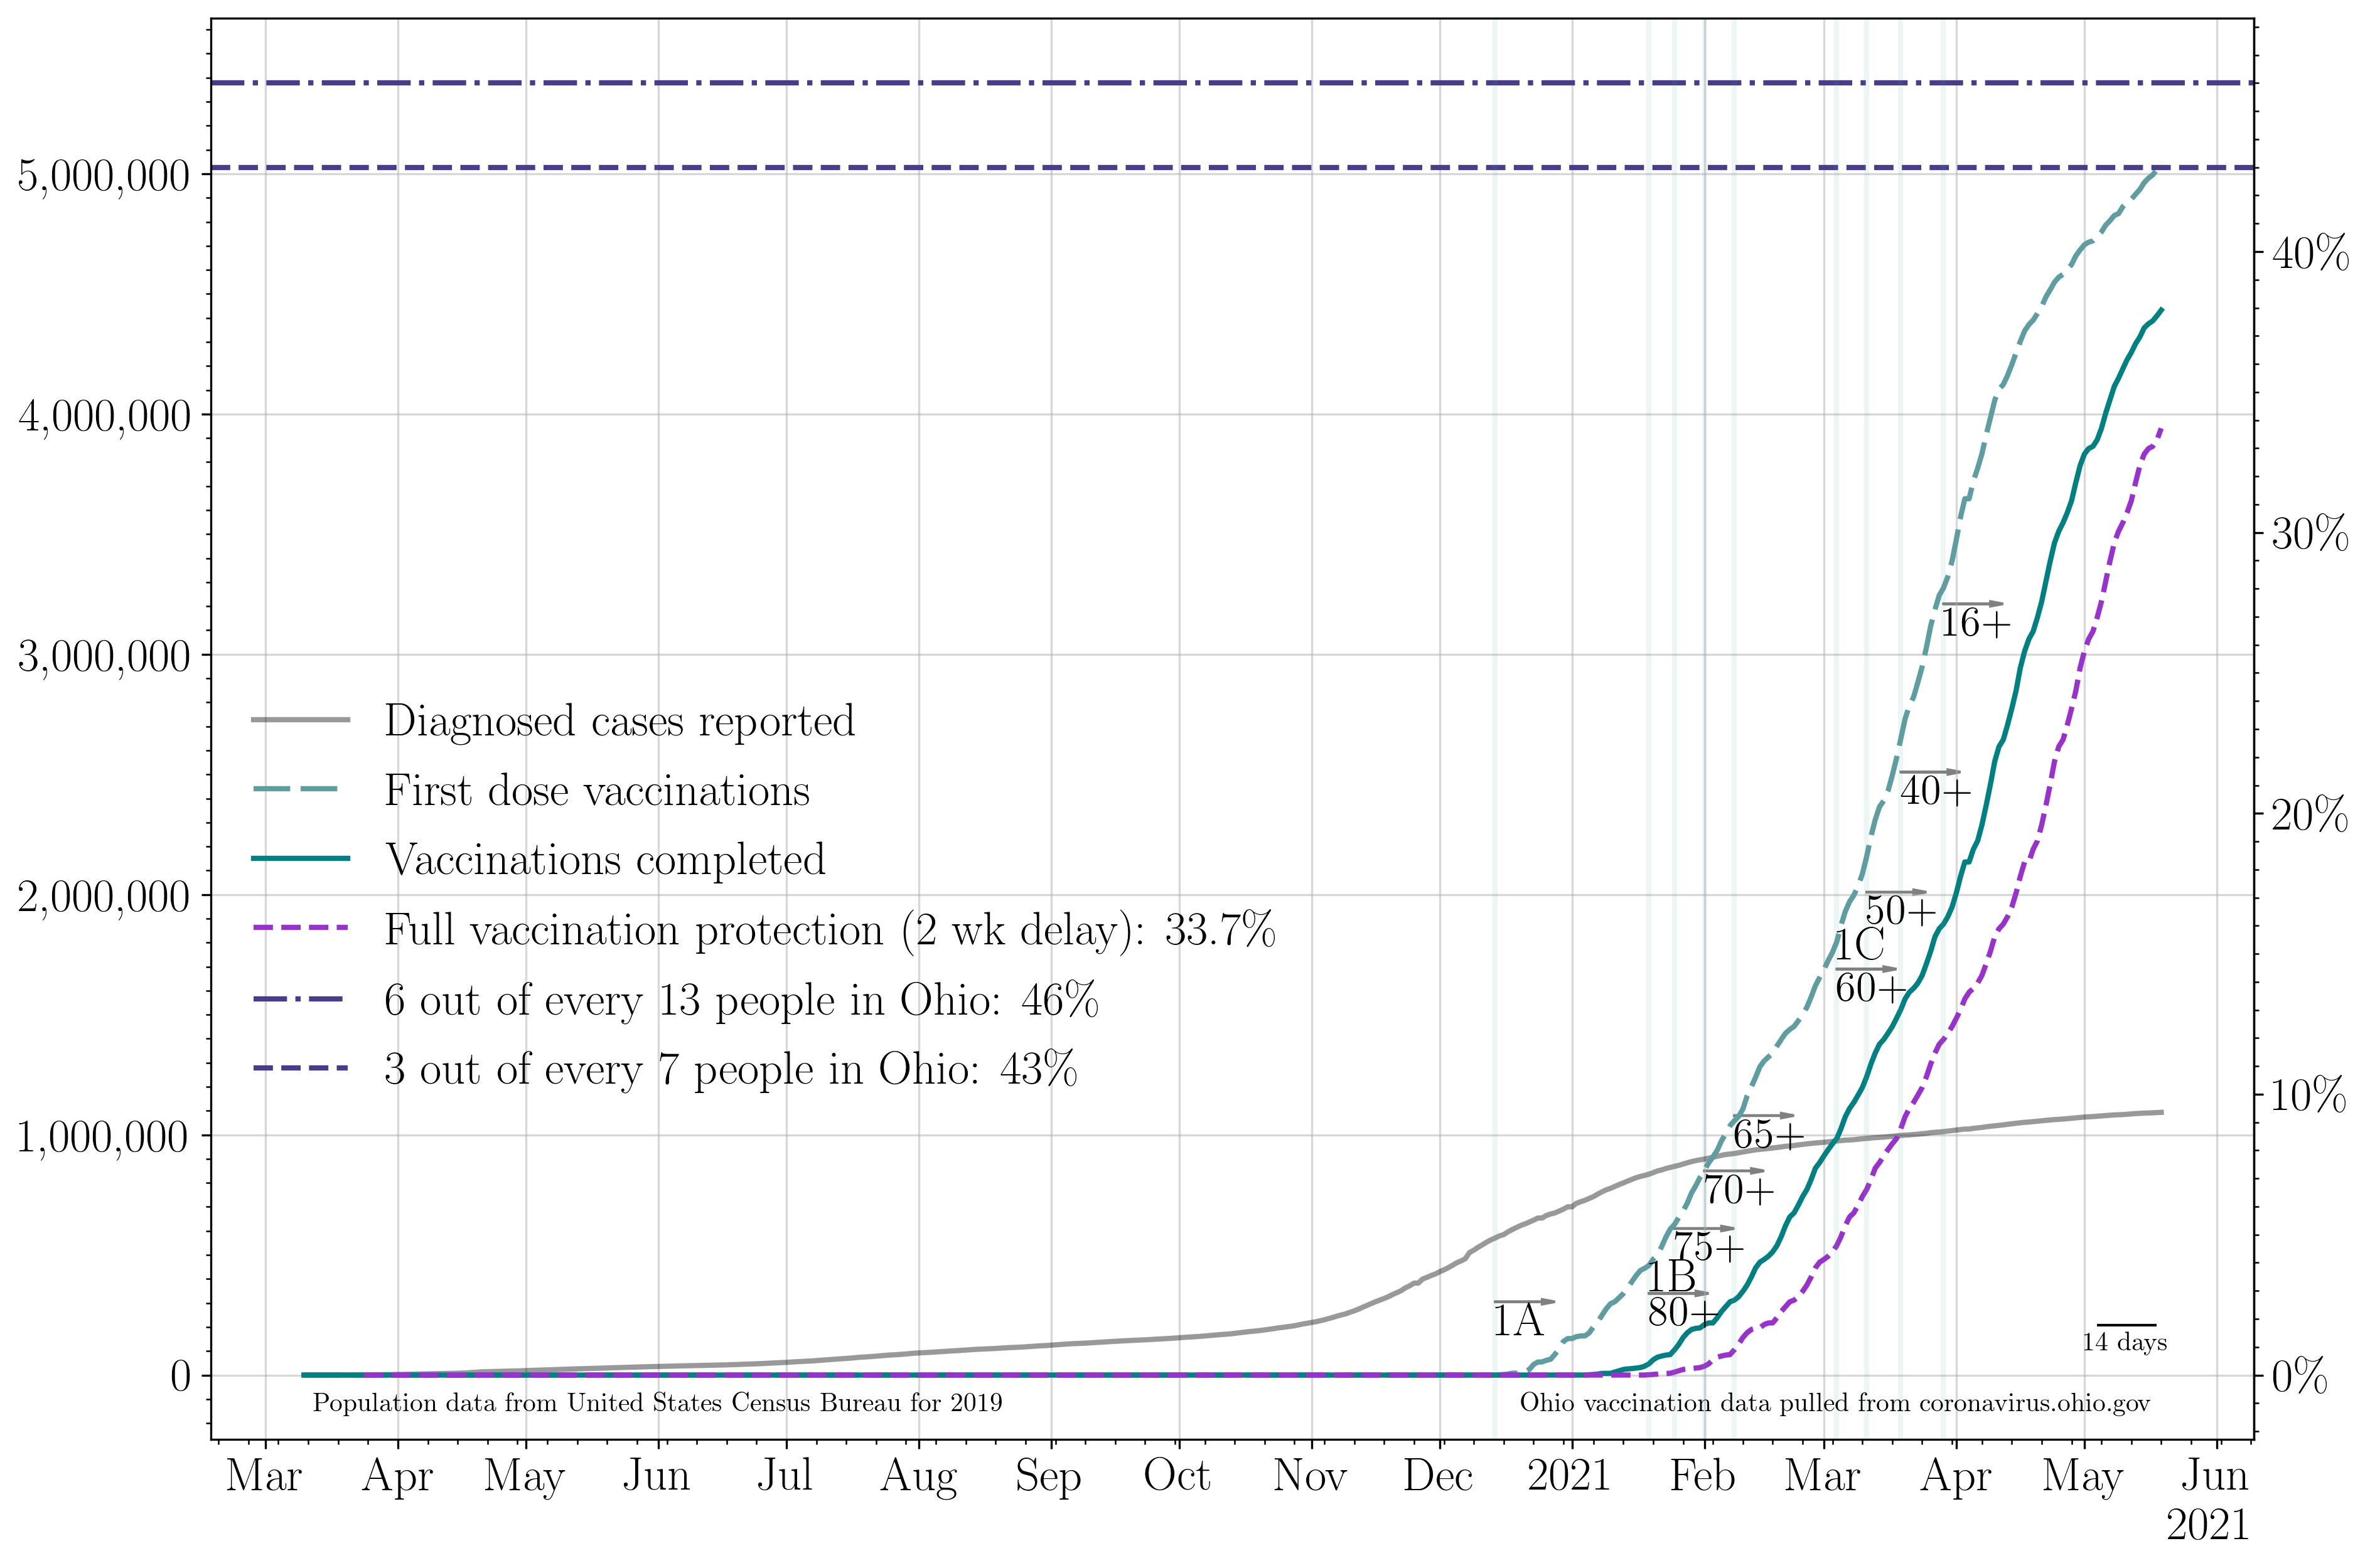 5,000,000
4,000,000
3,000,000
2,000,000
1,000,000
0
40%
30%
20%
10%
0%
Diagnosed cases reported
First dose vaccinations
Vaccinations completed
Full vaccination protection (2 wk delay): 33.7%
6 out of every 13 people in Ohio: 46%
3 out of every 7 people in Ohio: 43%
16+
40+
50+
1C
60+
65+
70+
75+
1B
80+
1A
14 days
Population data from United States Census Bureau for 2019
Ohio vaccination data pulled from coronavirus.ohio.gov
Mar Apr May Jun Jul Aug Sep Oct Nov Dec 2021 Feb Mar Apr May Jun
2021